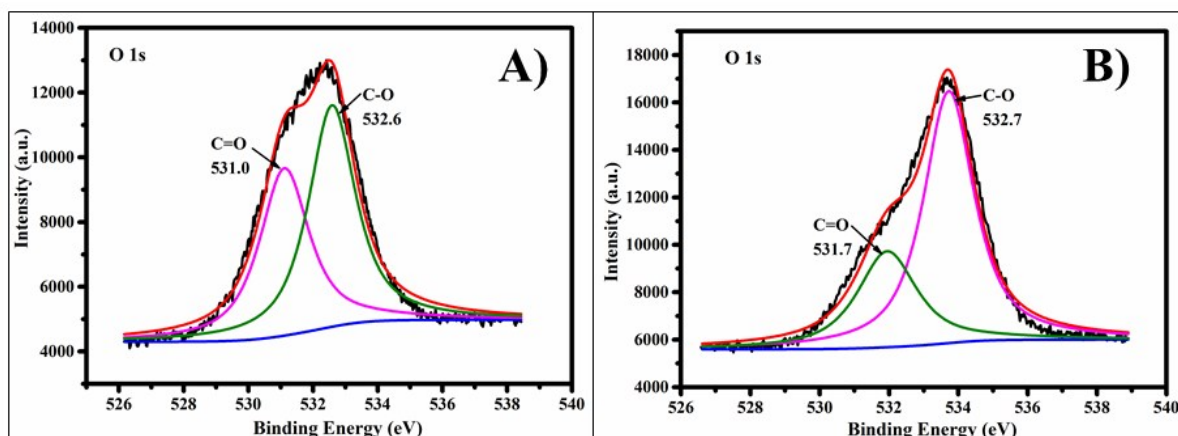 O 1s
A)
C-O
532.6
C=O
531.0
Intensity (a.u.)
14000
12000
10000
8000
6000
4000
526 528 530 532 534 536 538 540
Binding Energy (eV)
O 1s
B)
C-O
532.7
C=O
531.7
Intensity (a.u.)
18000
16000
14000
12000
10000
8000
6000
4000
526 528 530 532 534 536 538 540
Binding Energy (eV)